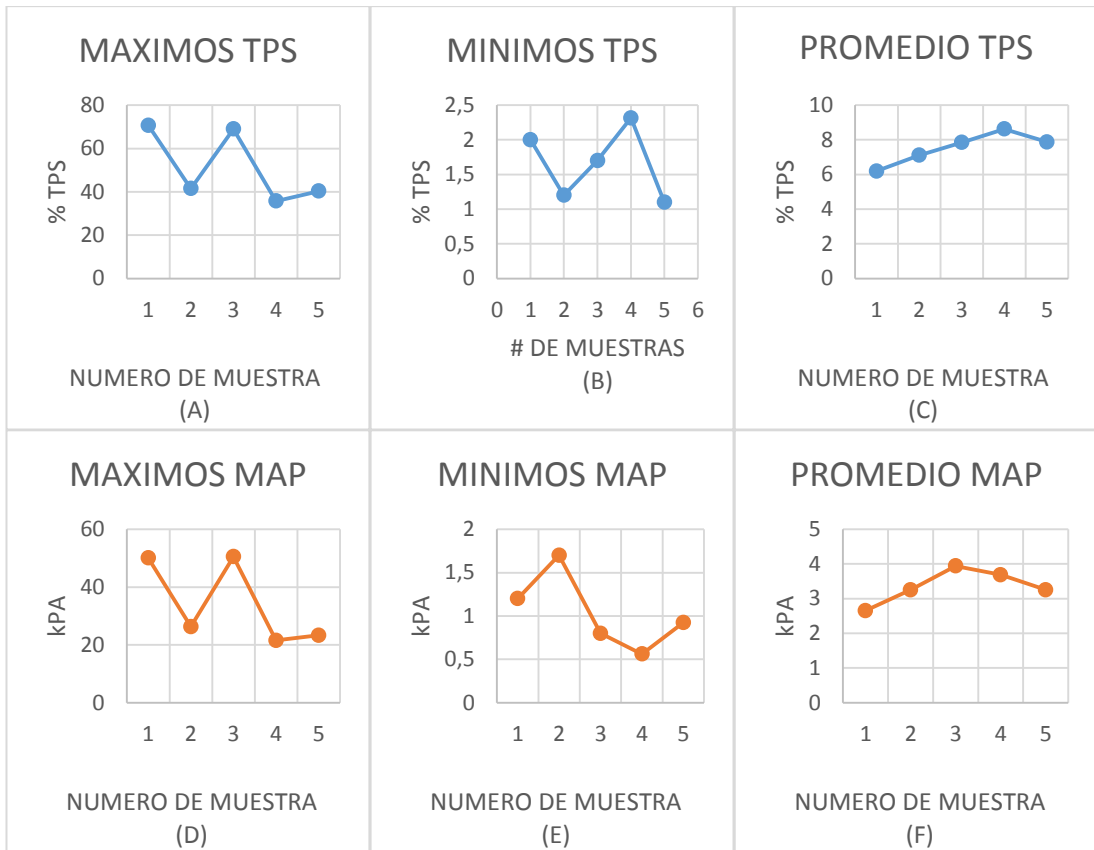 MAXIMOS TPS
80
60
40
20
0
% TPS
1 2 3 4 5
NUMERO DE MUESTRA
(A)
MINIMOS TPS
2,5
2
1,5
1
0,5
0
% TPS
0 1 2 3 4 5 6
# DE MUESTRAS
(B)
PROMEDIO TPS
10
8
6
4
2
0
% TPS
1 2 3 4 5
NUMERO DE MUESTRA
(C)
MAXIMOS MAP
60
40
20
0
kPA
1 2 3 4 5
NUMERO DE MUESTRA
(D)
MINIMOS MAP
2
1,5
1
0,5
0
kPA
1 2 3 4 5
NUMERO DE MUESTRA
(E)
PROMEDIO MAP
5
4
3
2
1
0
kPA
1 2 3 4 5
NUMERO DE MUESTRA
(F)